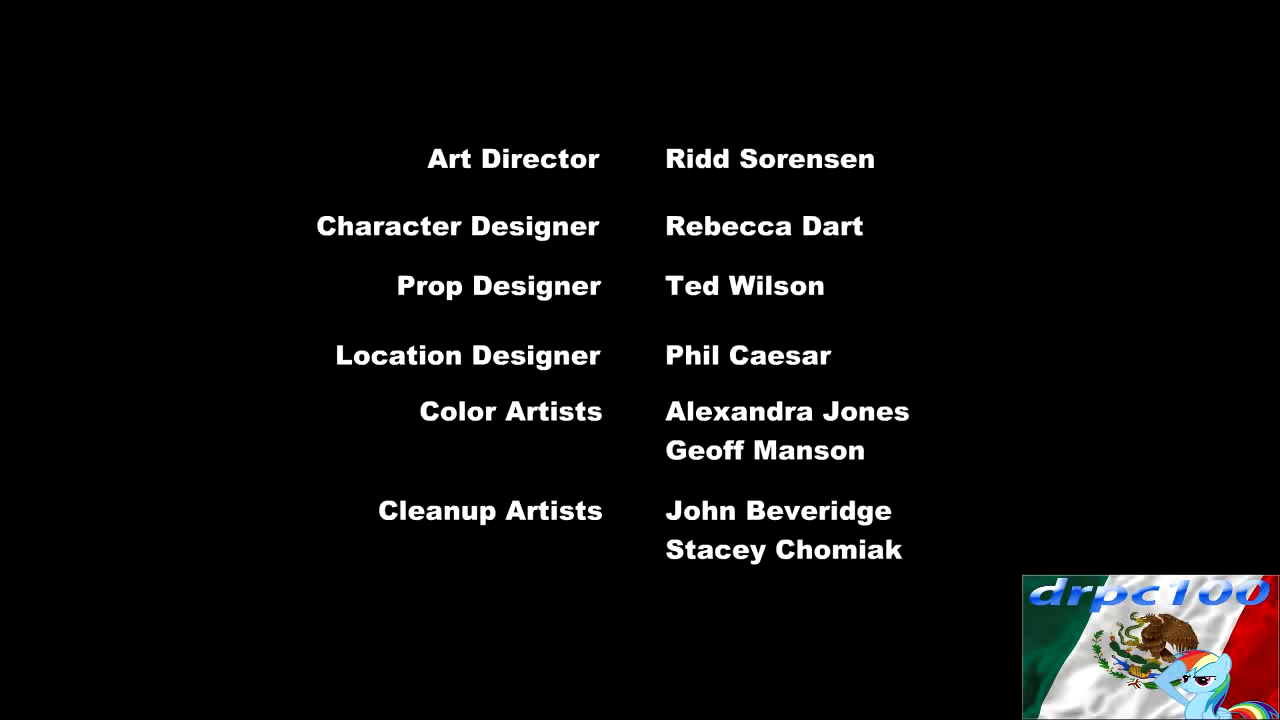 Art Director Ridd Sorensen
Character Designer Rebecca Dart
Prop Designer Ted Wilson
Location Designer Phil Caesar
Color Artists Alexandra Jones
Geoff Manson
Cleanup Artists John Beveridge
Stacey Chomiak
drpc100